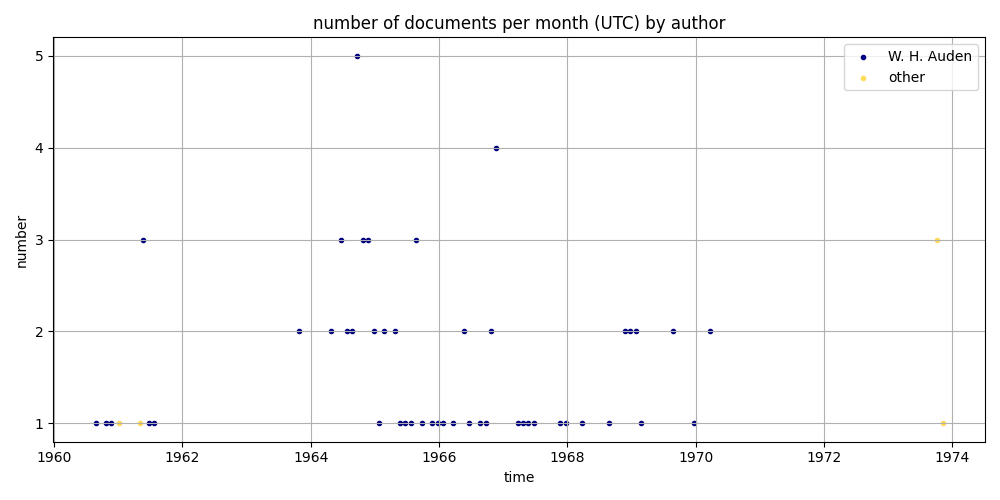 number of documents per month (UTC) by author
W. H. Auden
other
number
5
4
3
2
1
1960 1962 1964 1966 1968 1970 1972 1974
time